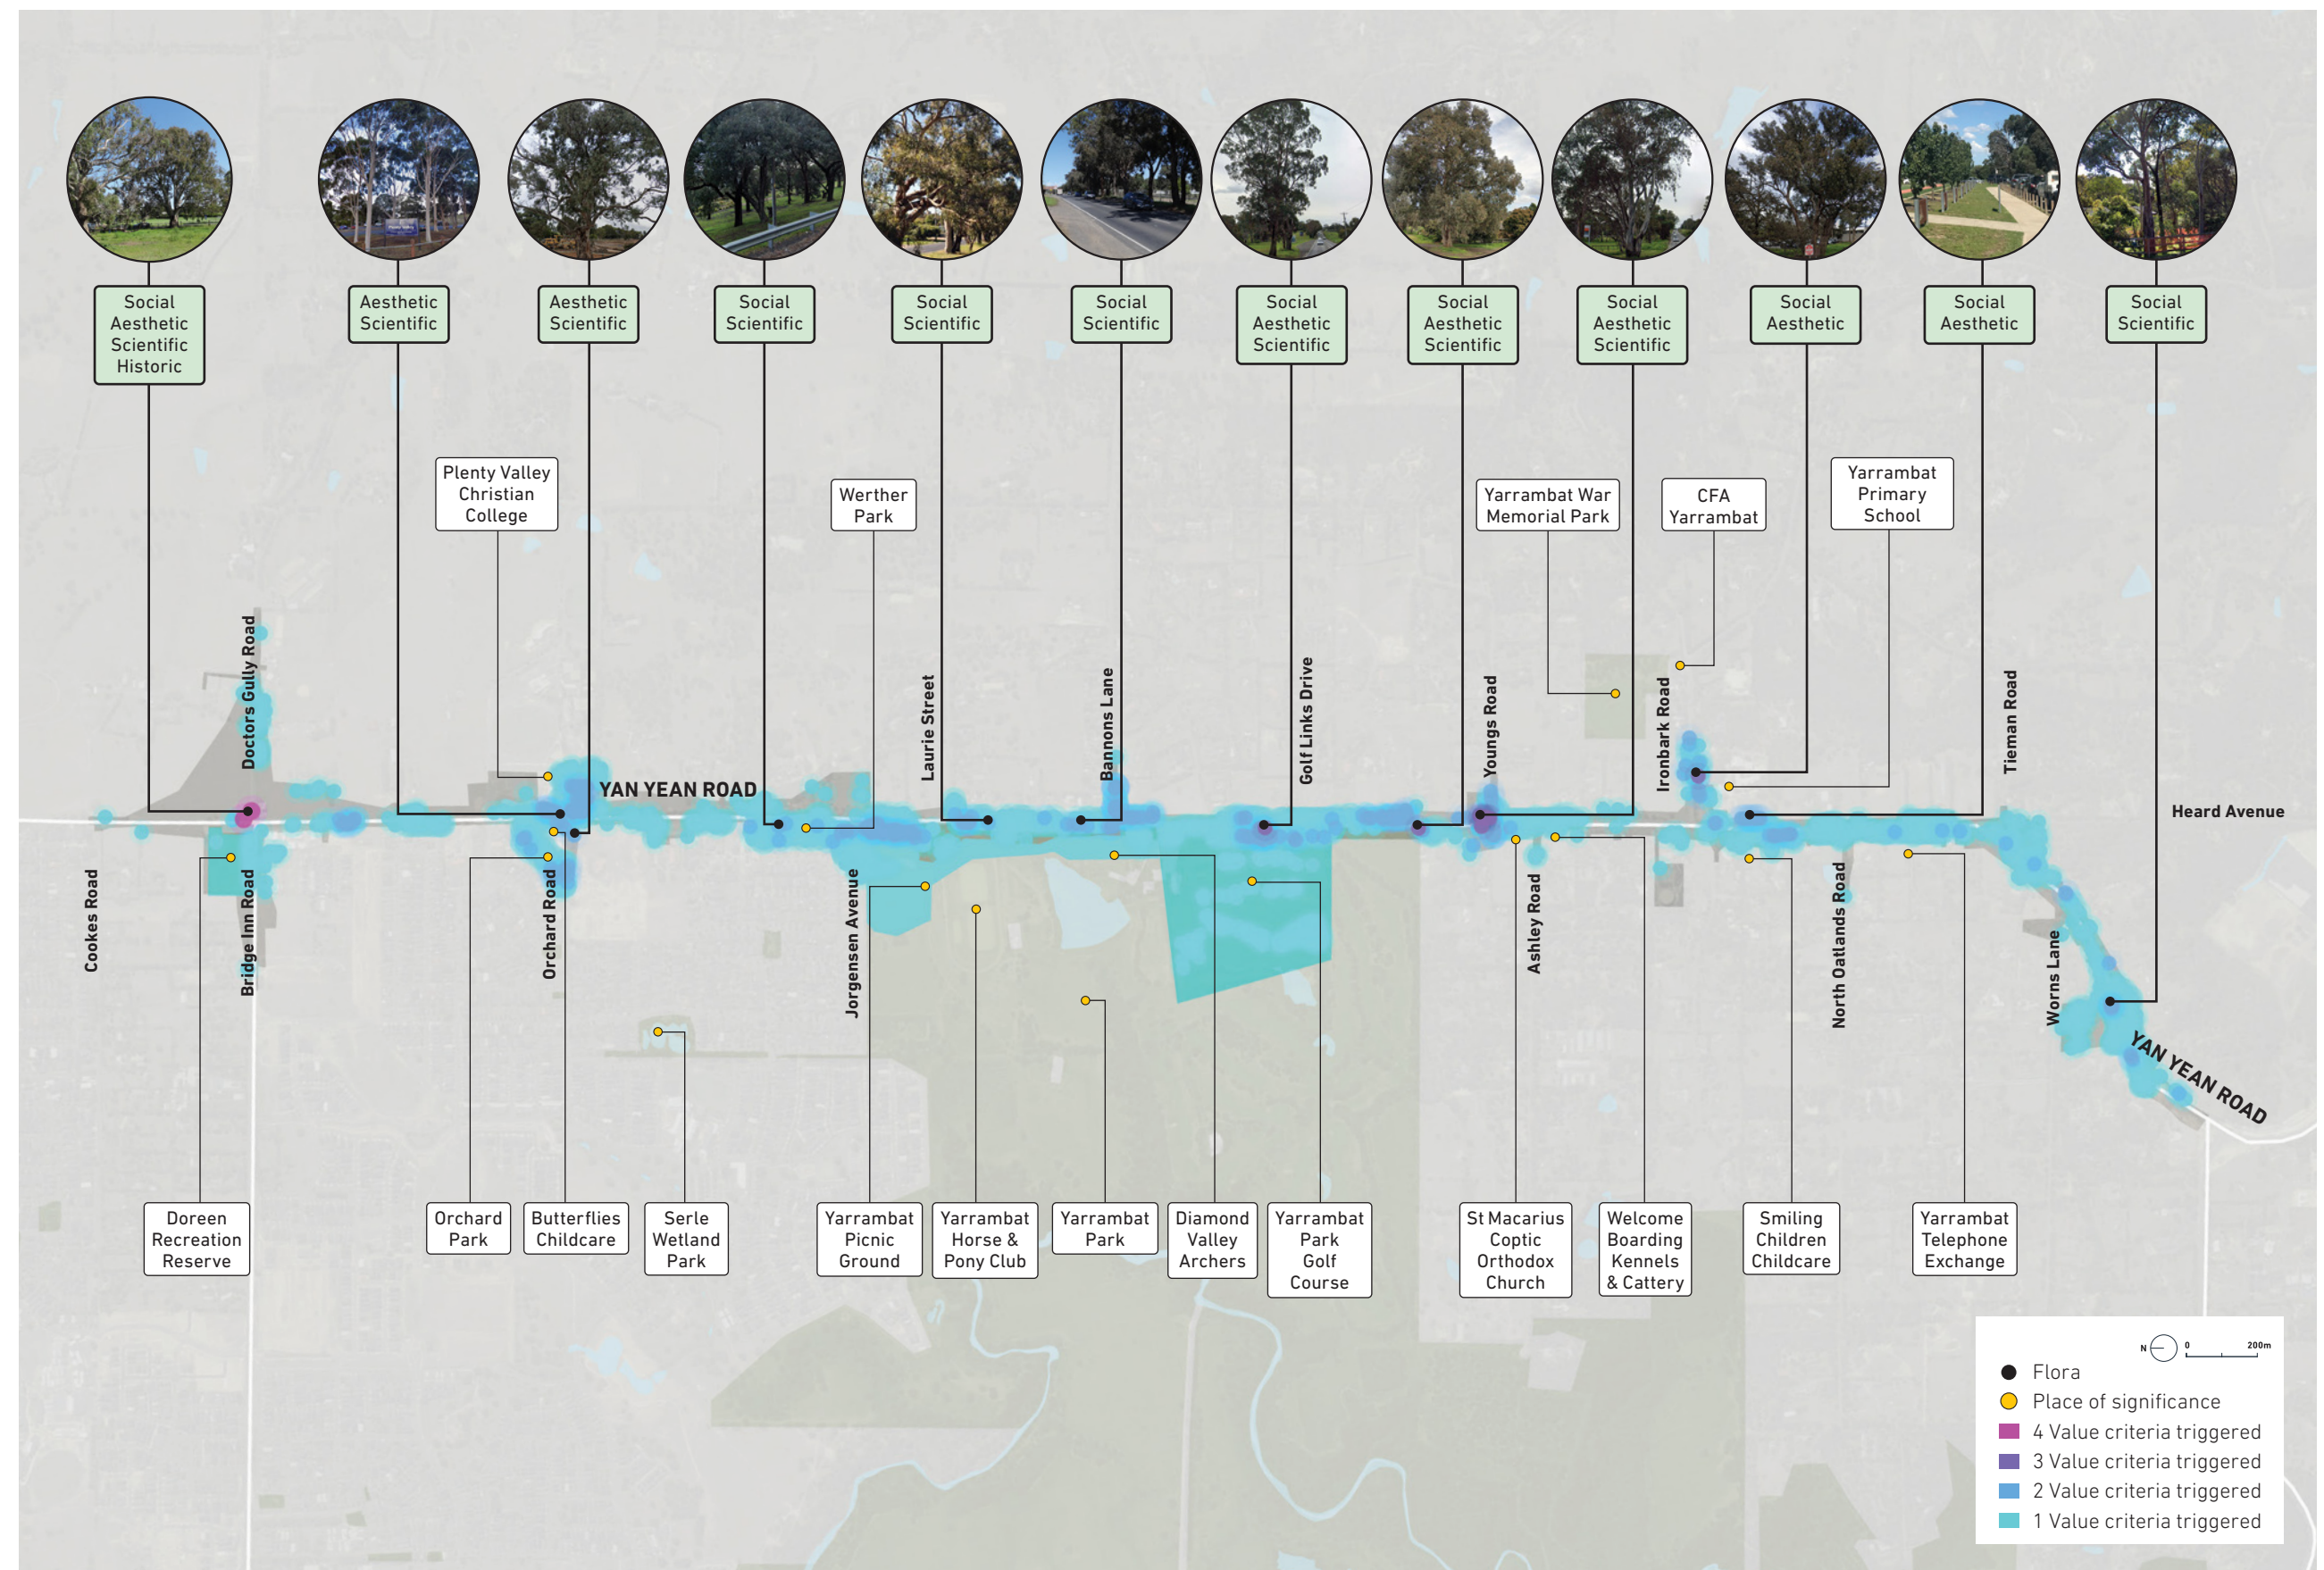 Social
Aesthetic
Scientific
Historic
Aesthetic
Scientific
Aesthetic
Scientific
Social
Scientific
Social
Scientific
Social
Scientific
Social
Aesthetic
Scientific
Social
Aesthetic
Scientific
Social
Aesthetic
Scientific
Social
Aesthetic
Social
Aesthetic
Social
Scientific
Plenty Valley
Christian
College
Werther
Park
Yarrambat War
Memorial Park
CFA
Yarrambat
Yarrambat
Primary
School
Doctors Gully Road
YAN YEAN ROAD
Laurie Street
Bannons Lane
Golf Links Drive
Youngs Road
Ironbark Road
Tieman Road
Heard Avenue
Cookes Road
Bridge Inn Road
Orchard Road
Jorgensen Avenue
Ashley Road
North Oatlands Road
Worns Lane
YAN YEAN ROAD
Doreen
Recreation
Reserve
Orchard
Park
Butterflies
Childcare
Serle
Wetland
Park
Yarrambat
Picnic
Ground
Yarrambat
Horse &
Pony Club
Yarrambat
Park
Diamond
Valley
Archers
Yarrambat
Park
Golf
Course
St Macarius
Coptic
Orthodox
Church
Welcome
Boarding
Kennels
& Cattery
Smiling
Children
Childcare
Yarrambat
Telephone
Exchange
N 0 200m
Flora
Place of significance
4 Value criteria triggered
3 Value criteria triggered
2 Value criteria triggered
1 Value criteria triggered